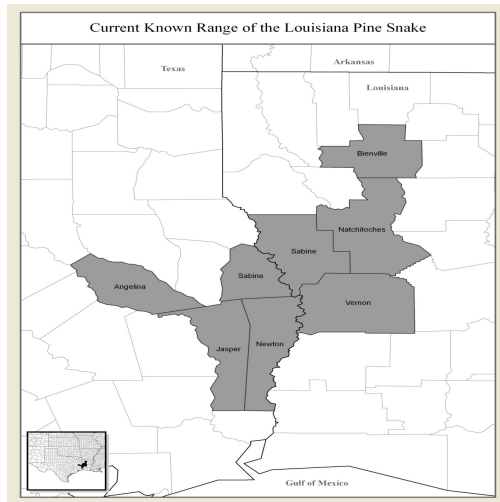 Current Known Range of the Louisiana Pine Snake
Texas
Arkansas
Louisiana
Bienville
Natchitoches
Sabine
Sabine
Angelina
Vernon
Jasper
Newton
Gulf of Mexico